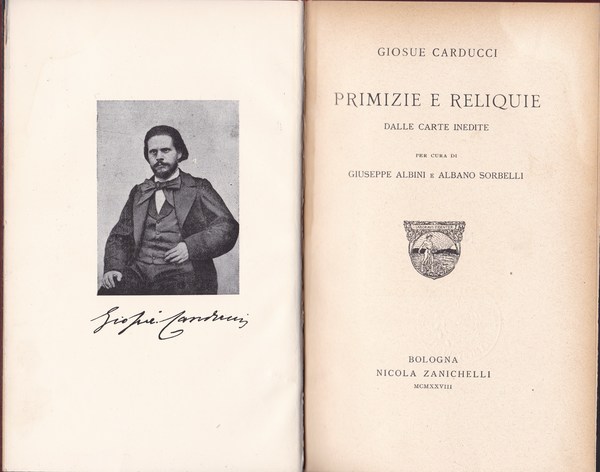 Giosuè Carducci
GIOSUE CARDUCCI
PRIMIZIE E RELIQUIE
DALLE CARTE INEDITE
PER CURA DI
GIUSEPPE ALBINI E ALBANO SORBELLI
BOLOGNA
NICOLA ZANICHELLI
MCMXXVIII